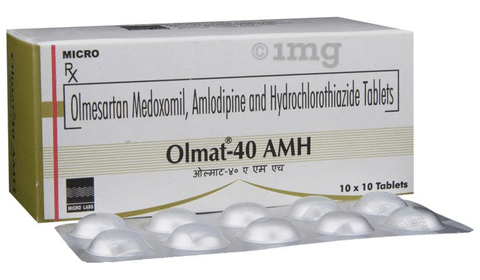 ©1mg
MICRO
Rx
Olmesartan Medoxomil, Amlodipine and Hydrochlorothiazide Tablets
Olmat®-40 AMH
ओल्माट-४० ए एम एच
MICRO LABS
10 x 10 Tablets